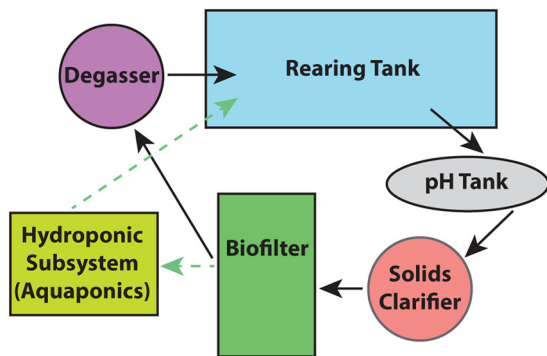 Degasser
Rearing Tank
pH Tank
Hydroponic
Subsystem
(Aquaponics)
Biofilter
Solids
Clarifier